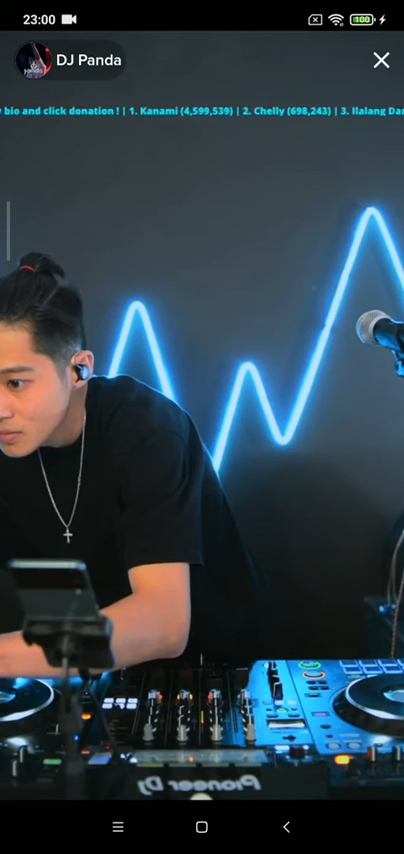 23:00
100
DJ Panda
bio and click donation ! | 1. Kanami (4,599,539) | 2. Chelly (698,243) | 3. Ilalang Dar
Pioneer Dj